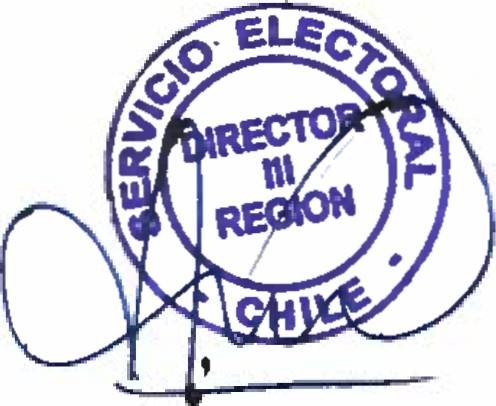 SERVICIO ELECTORAL
DIRECTOR
III
REGION
CHILE